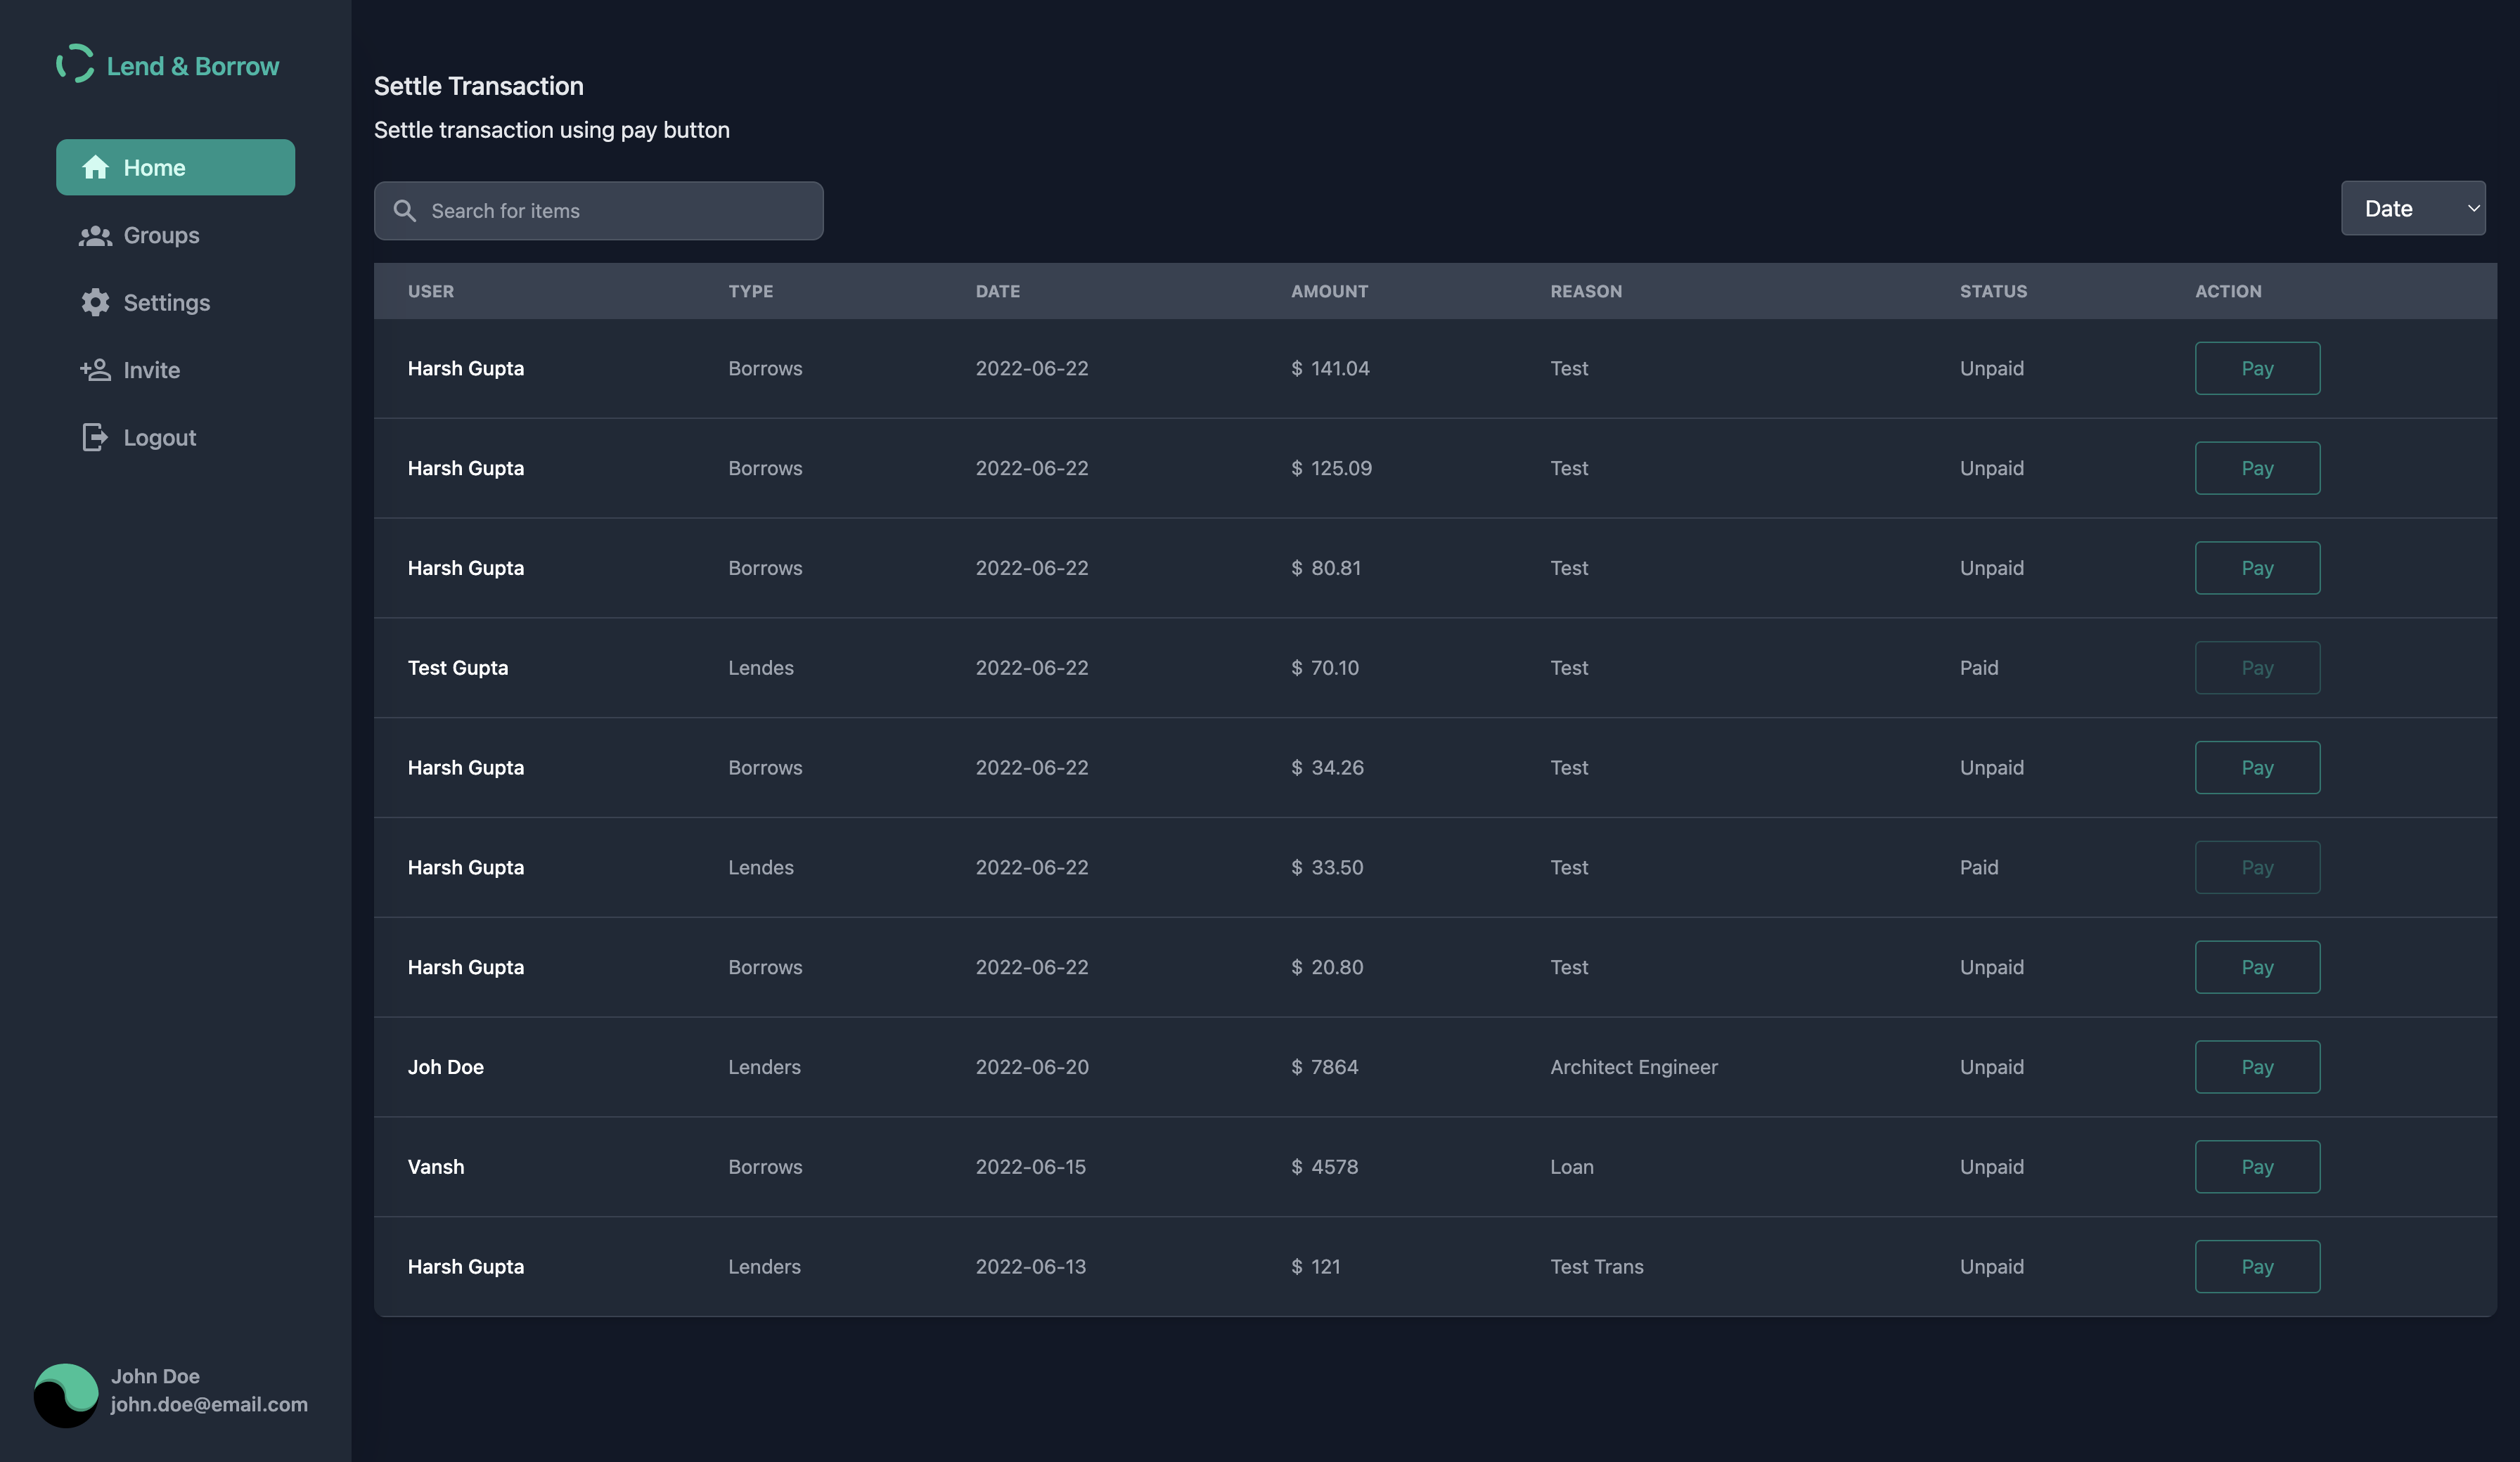 Lend & Borrow
Home
Groups
Settings
Invite
Logout
John Doe
john.doe@email.com
Settle Transaction
Settle transaction using pay button
Search for items
Date
USER TYPE DATE AMOUNT REASON STATUS ACTION
Harsh Gupta Borrows 2022-06-22 $ 141.04 Test Unpaid Pay
Harsh Gupta Borrows 2022-06-22 $ 125.09 Test Unpaid Pay
Harsh Gupta Borrows 2022-06-22 $ 80.81 Test Unpaid Pay
Test Gupta Lendes 2022-06-22 $ 70.10 Test Paid Pay
Harsh Gupta Borrows 2022-06-22 $ 34.26 Test Unpaid Pay
Harsh Gupta Lendes 2022-06-22 $ 33.50 Test Paid Pay
Harsh Gupta Borrows 2022-06-22 $ 20.80 Test Unpaid Pay
Joh Doe Lenders 2022-06-20 $ 7864 Architect Engineer Unpaid Pay
Vansh Borrows 2022-06-15 $ 4578 Loan Unpaid Pay
Harsh Gupta Lenders 2022-06-13 $ 121 Test Trans Unpaid Pay